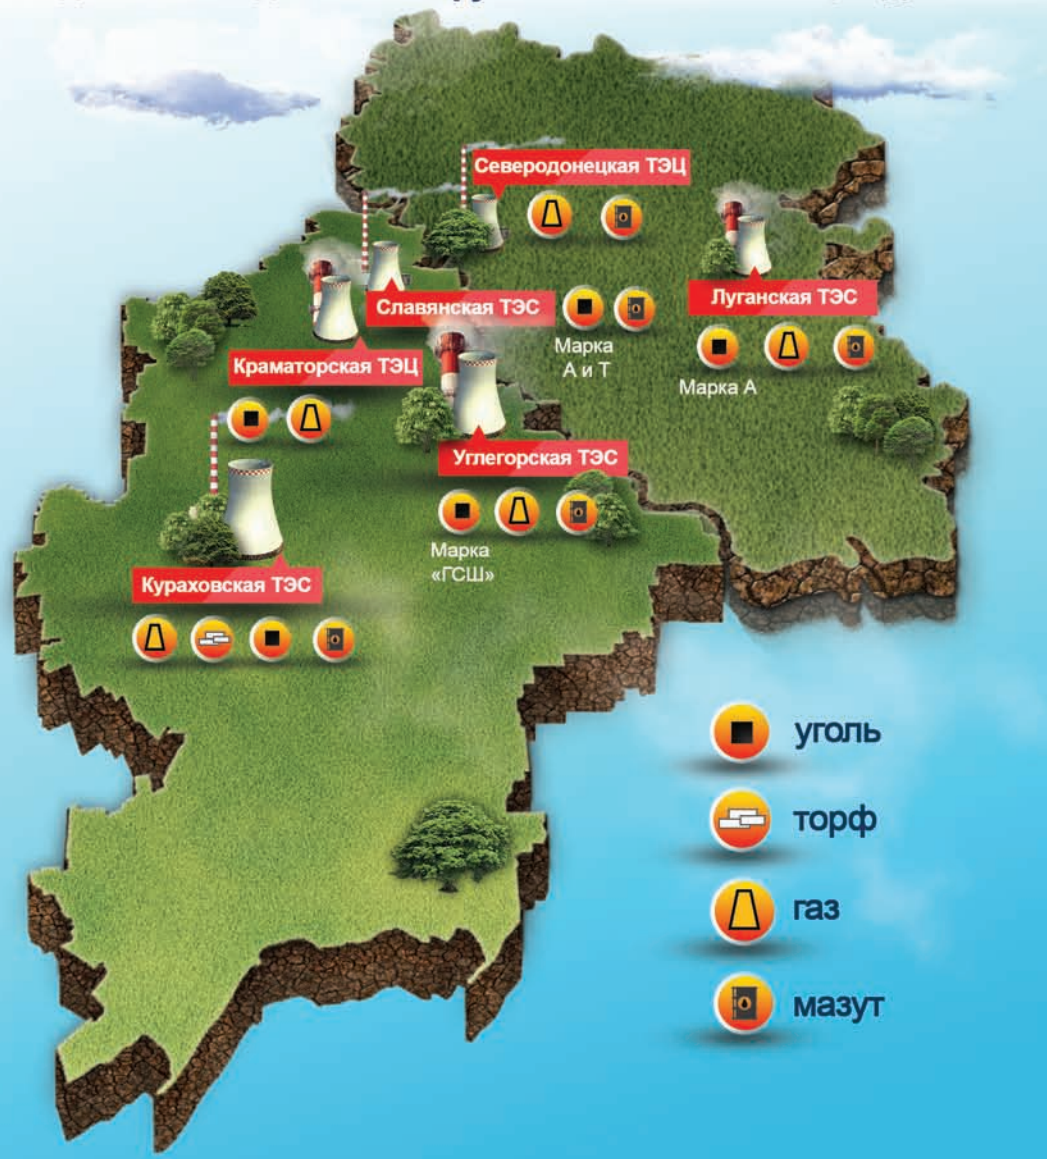 Северодонецкая ТЭЦ
Славянская ТЭС
Марка
А и Т
Луганская ТЭС
Марка А
Краматорская ТЭЦ
Углегорская ТЭС
Марка
«ГСШ»
Кураховская ТЭС
уголь
торф
газ
мазут